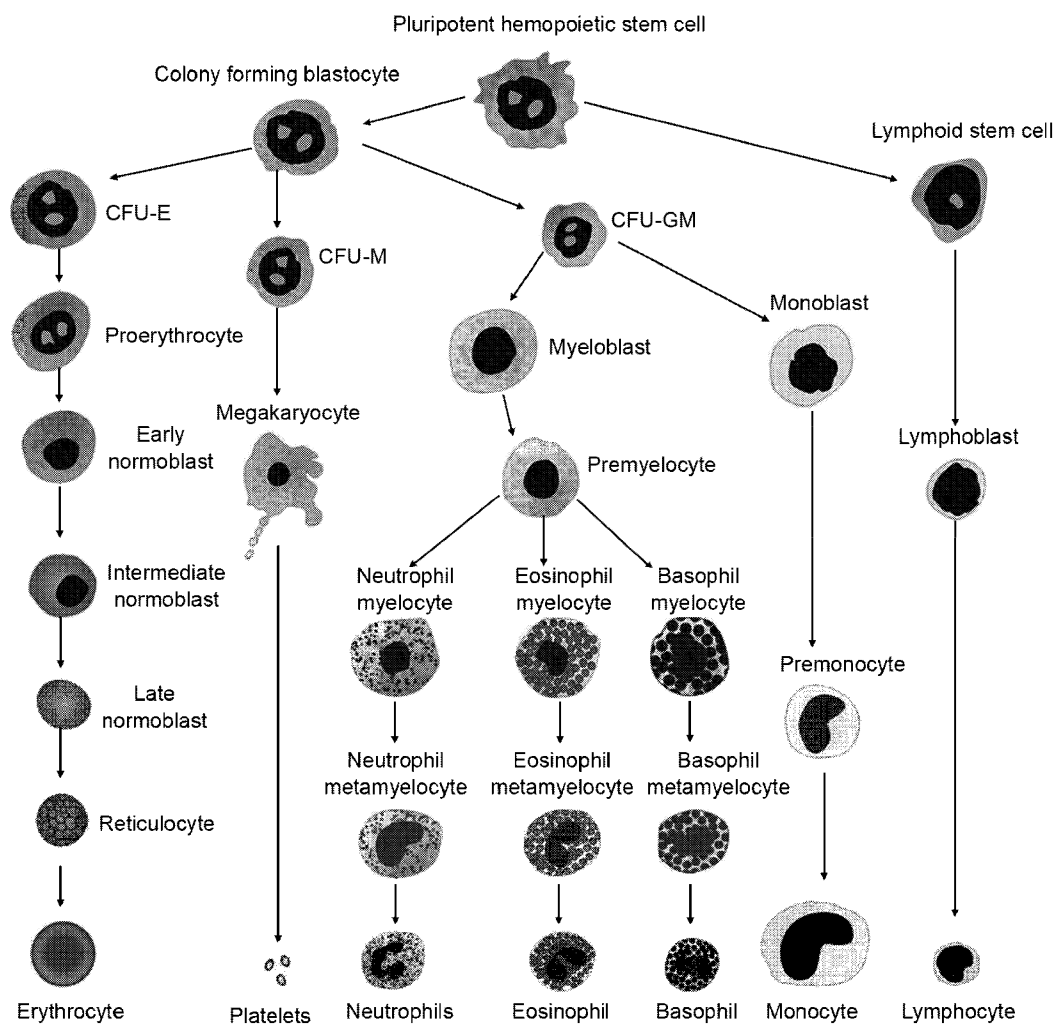 Pluripotent hemopoietic stem cell
Colony forming blastocyte
Lymphoid stem cell
CFU-E
CFU-M
CFU-GM
Monoblast
Proerythrocyte
Myeloblast
Megakaryocyte
Early
normoblast
Premyelocyte
Lymphoblast
Intermediate
normoblast
Neutrophil
myelocyte
Eosinophil
myelocyte
Basophil
myelocyte
Premonocyte
Late
normoblast
Neutrophil
metamyelocyte
Eosinophil
metamyelocyte
Basophil
metamyelocyte
Reticulocyte
Erythrocyte
Platelets
Neutrophils
Eosinophil
Basophil
Monocyte
Lymphocyte